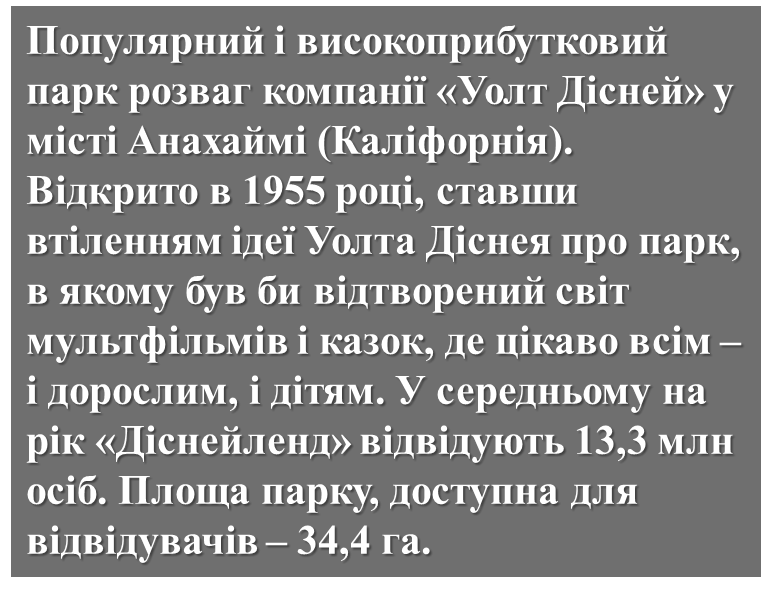 Популярний і високоприбутковий
парк розваг компанії «Уолт Дісней» у
місті Анахаймі (Каліфорнія).
Відкрито в 1955 році, ставши
втіленням ідеї Уолта Діснея про парк,
в якому був би відтворений світ
мультфільмів і казок, де цікаво всім –
і дорослим, і дітям. У середньому на
рік «Діснейленд» відвідують 13,3 млн
осіб. Площа парку, доступна для
відвідувачів – 34,4 га.